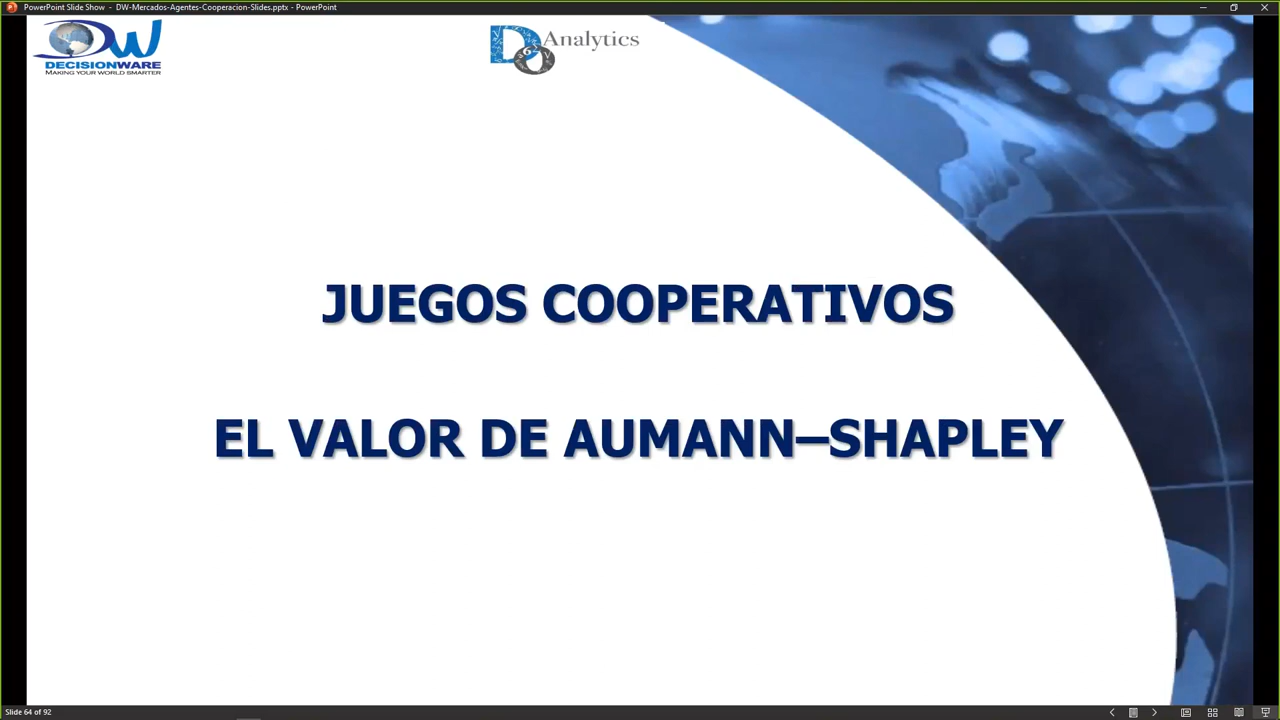 PowerPoint Slide Show - DW-Mercados-Agentes-Cooperacion-Slides.pptx - PowerPoint
DW
DECISIONWARE
MAKING YOUR WORLD SMARTER
DO Analytics
JUEGOS COOPERATIVOS
EL VALOR DE AUMANN–SHAPLEY
Slide 64 of 92